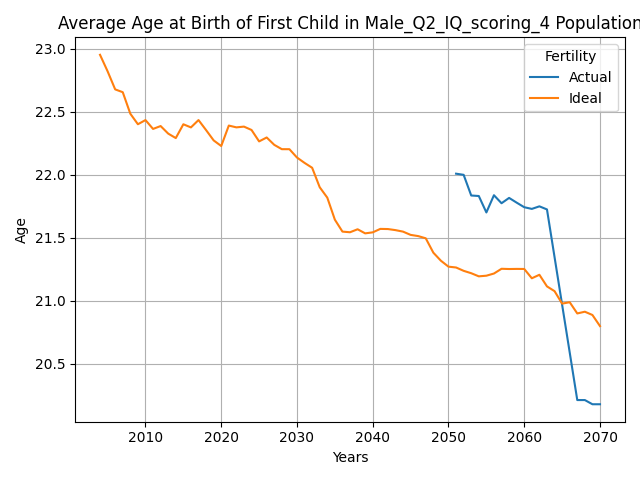 Average Age at Birth of First Child in Male_Q2_IQ_scoring_4 Population
Fertility
Actual
Ideal
23.0
22.5
22.0
21.5
21.0
20.5
Age
2010
2020
2030
2040
2050
2060
2070
Years